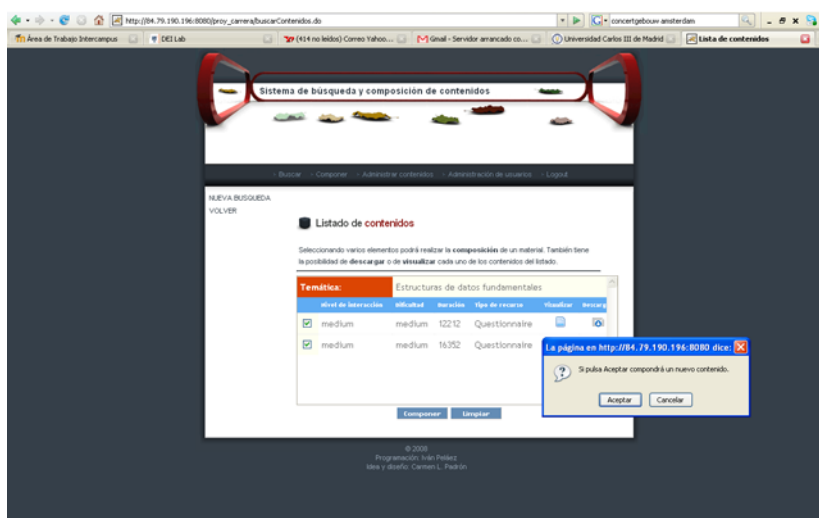 http://84.79.190.196:8080/proy_carrera/buscarContenidos.do
concertgebouw amsterdam
Área de Trabajo Intercampus
DEI Lab
(414 no leídos) Correo Yahoo...
Gmail - Servidor arrancado co...
Universidad Carlos III de Madrid
Lista de contenidos
Sistema de búsqueda y composición de contenidos
Buscar
Componer
Administrar contenidos
Administración de usuarios
Logout
NUEVA BUSQUEDA
VOLVER
Listado de contenidos
Seleccionando varios elementos podrá realizar la composición de un material. También tiene
la posibilidad de descargar o de visualizar cada uno de los contenidos del listado.
Temática: Estructuras de datos fundamentales
Nivel de interacción Dificultad Duración Tipo de recurso Visualizar Descarg
medium medium 12212 Questionnaire
medium medium 16352 Questionnaire
Componer Limpiar
La página en http://84.79.190.196:8080 dice:
Si pulsa Aceptar compondrá un nuevo contenido.
Aceptar Cancelar
© 2008
Programación: Iván Peláez
Idea y diseño: Carmen L. Padrón